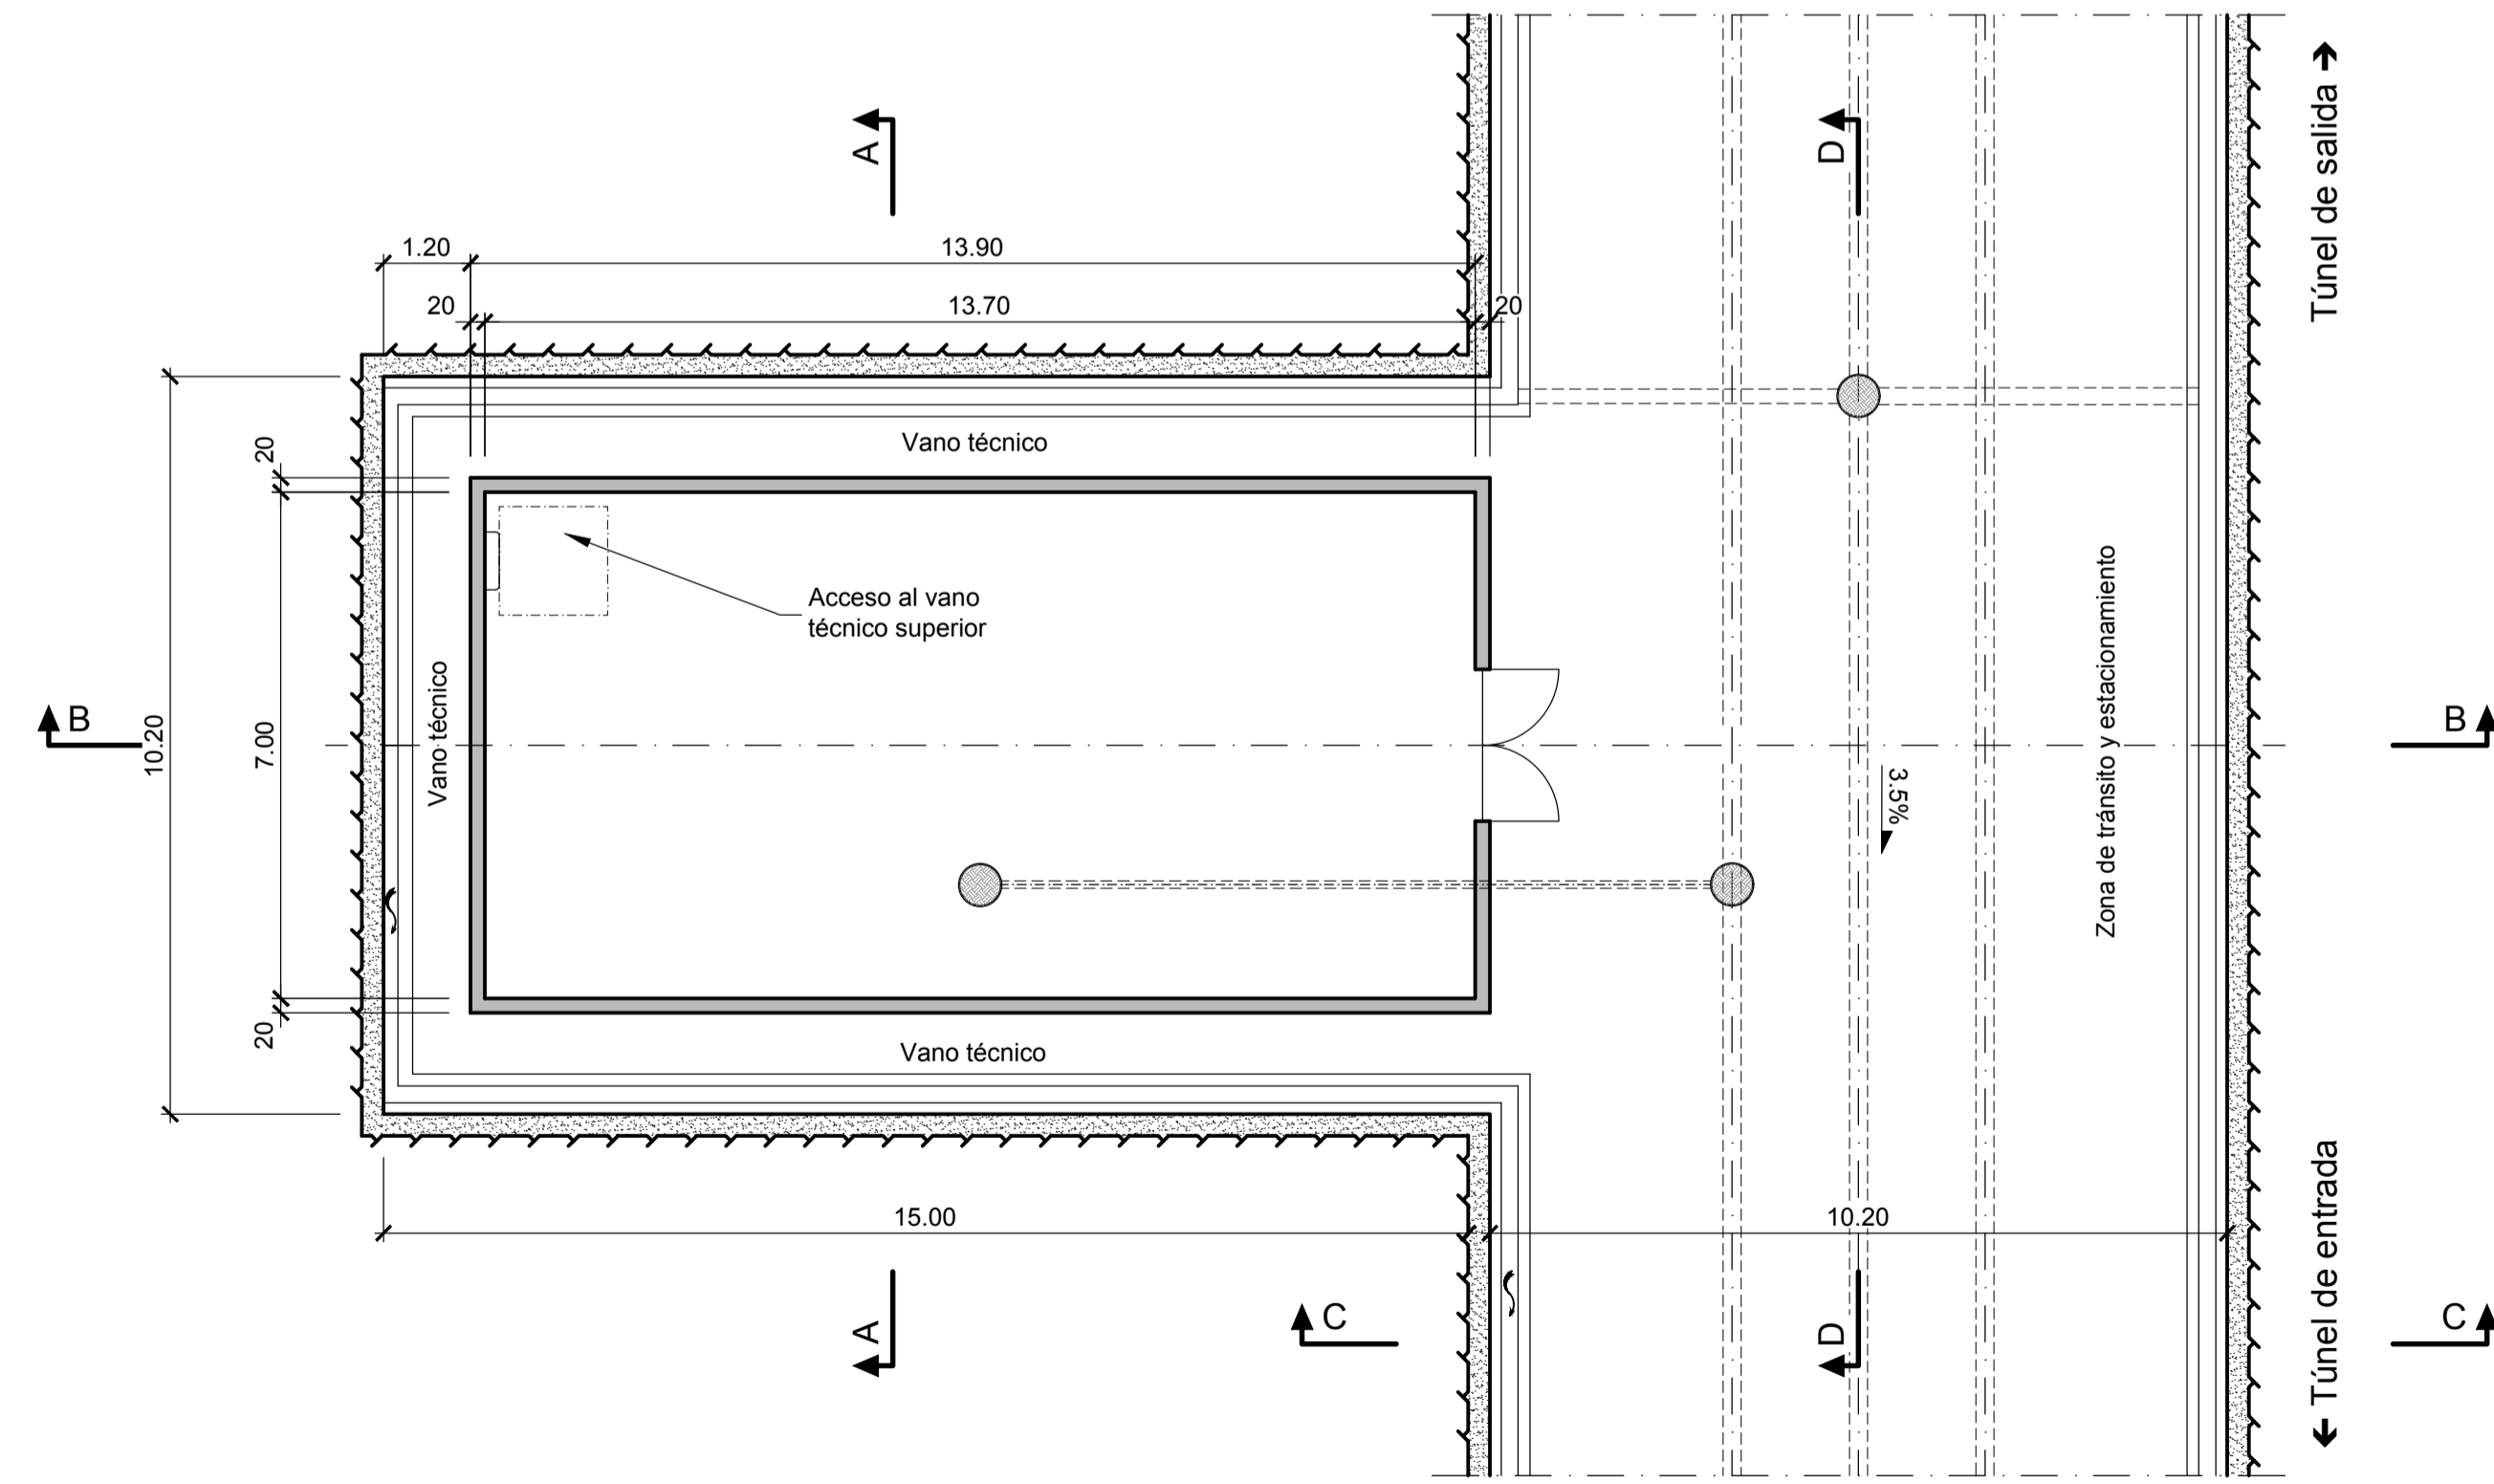 A
D
Túnel de salida →
1.20
13.90
20
13.70
20
20
Vano técnico
Acceso al vano
técnico superior
Vano técnico
B
10.20
7.00
B
3.5%
Zona de tránsito y estacionamiento
20
Vano técnico
15.00
10.20
A
C
D
C
← Túnel de entrada